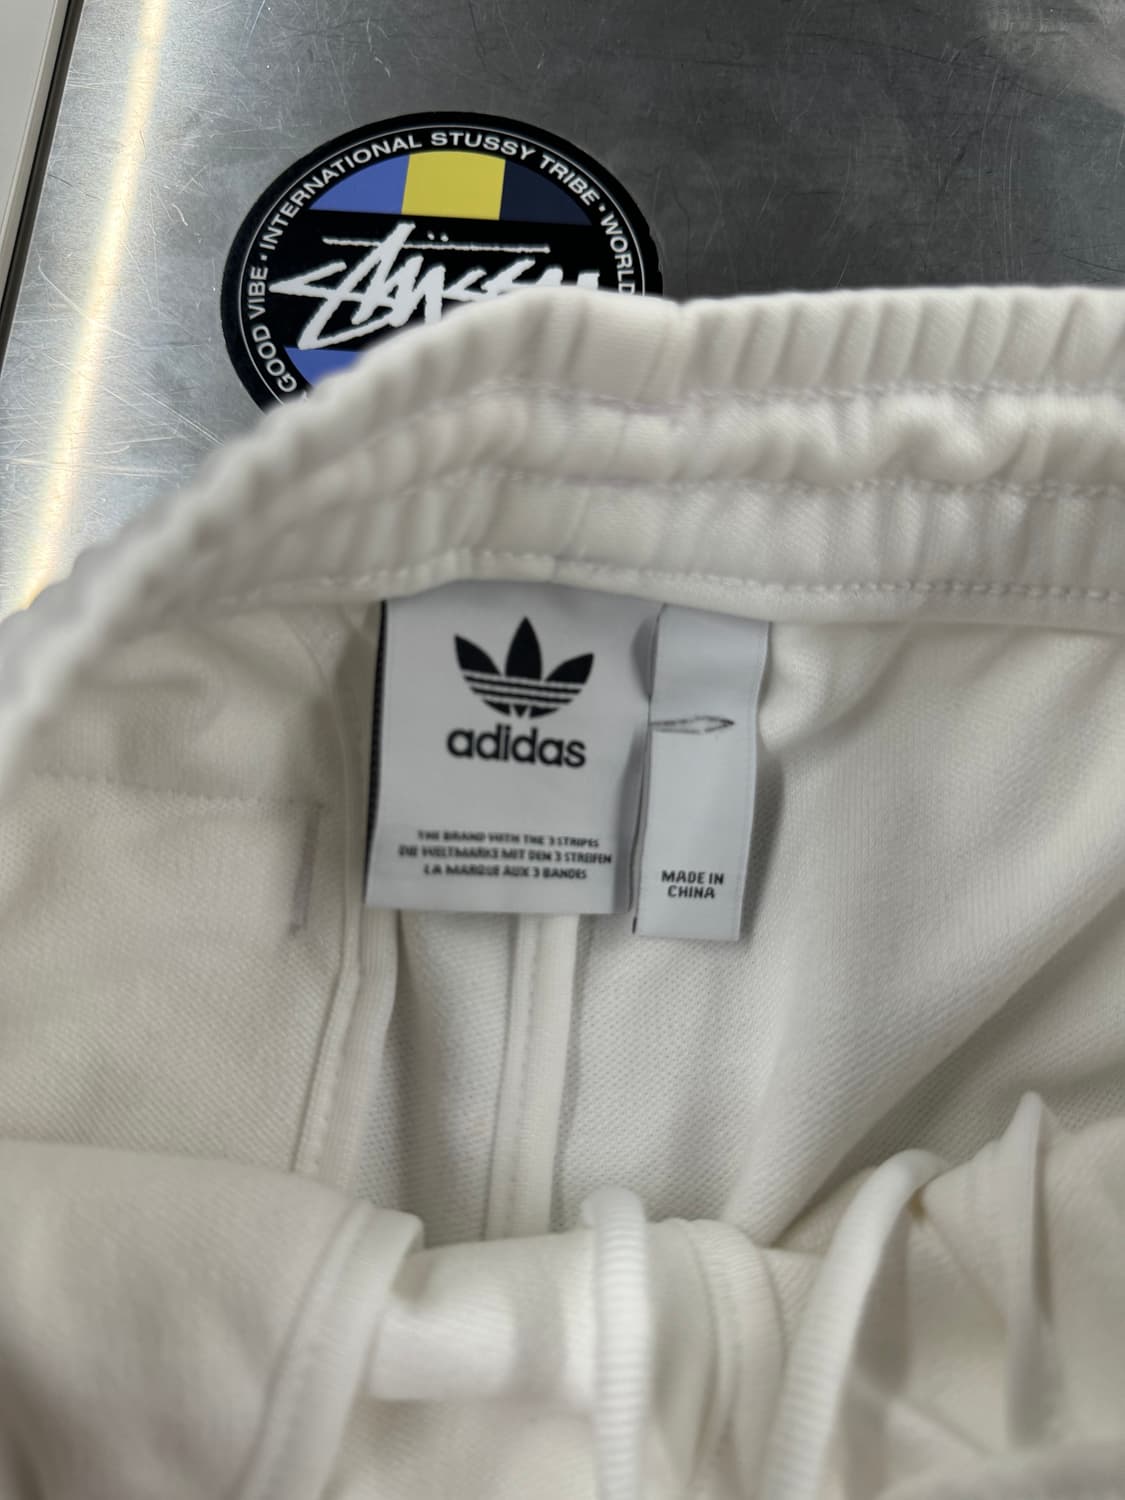 GOOD VIBE • INTERNATIONAL STUSSY TRIBE • WORLD
STÜSSY
adidas
THE BRAND WITH THE 3 STRIPES
DIE WELTMARKE MIT DEN 3 STREIFEN
LA MARQUE AUX 3 BANDES
MADE IN
CHINA